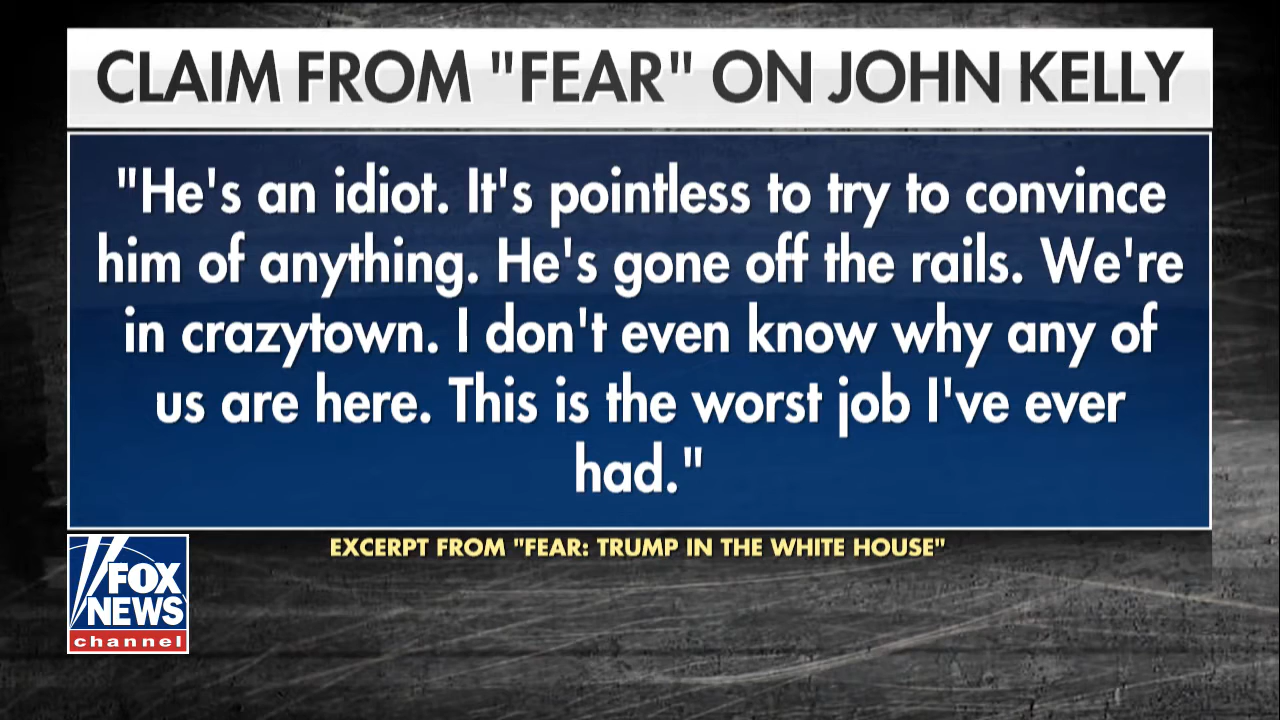 CLAIM FROM "FEAR" ON JOHN KELLY
"He's an idiot. It's pointless to try to convince
him of anything. He's gone off the rails. We're
in crazytown. I don't even know why any of
us are here. This is the worst job I've ever
had."
EXCERPT FROM "FEAR: TRUMP IN THE WHITE HOUSE"
FOX
NEWS
channel